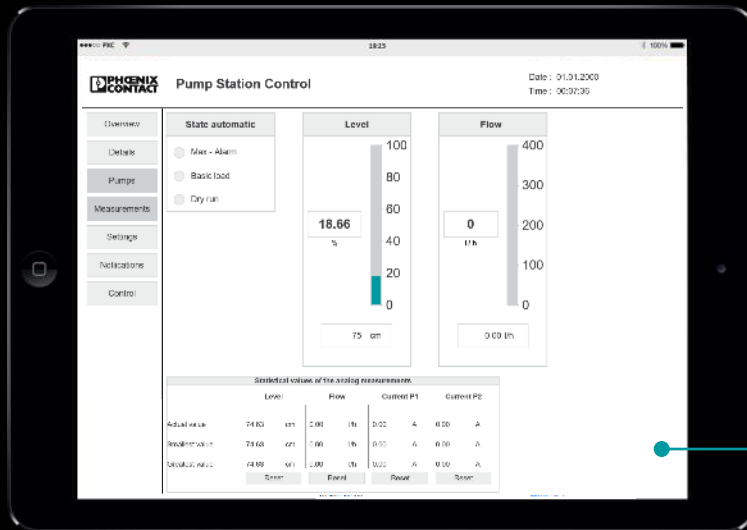 PXC 19:23 100%
PHŒNIX CONTACT
Pump Station Control
Date : 01.01.2000
Time : 00:07:36
Overview
Details
Pumps
Measurements
Settings
Notifications
Control
State automatic
Max - Alarm
Basic load
Dry run
Level
100
80
60
40
20
0
18.66
%
75 cm
Flow
400
300
200
100
0
0
l/h
0.00 l/h
Statistical values of the analog measurements
Level Flow Current P1 Current P2
Actual value cm 0.00 l/h 0.00 A 0.00 A
Smallest value cm 0.00 l/h 0.00 A 0.00 A
Greatest value cm 0.00 l/h 0.00 A 0.00 A
Reset Reset Reset Reset